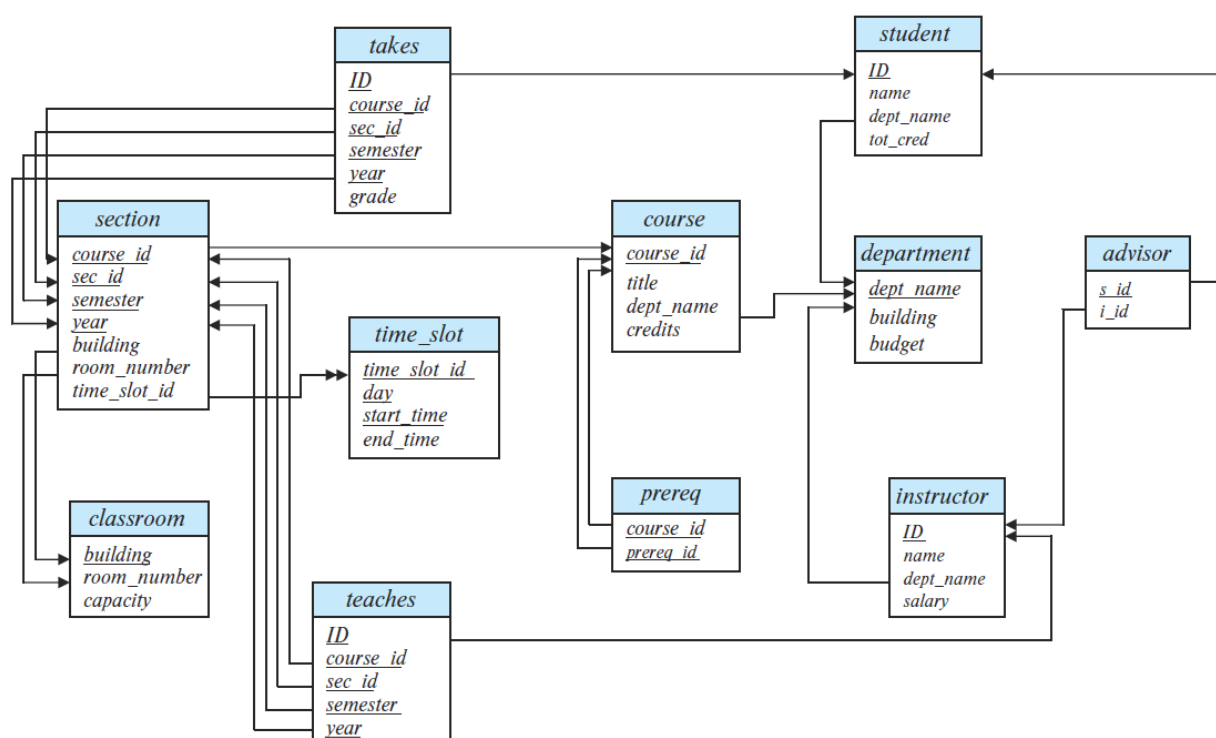 takes
ID
course_id
sec_id
semester
year
grade
student
ID
name
dept_name
tot_cred
section
course_id
sec_id
semester
year
building
room_number
time_slot_id
course
course_id
title
dept_name
credits
department
dept_name
building
budget
advisor
s_id
i_id
time_slot
time_slot_id
day
start_time
end_time
prereq
course_id
prereq_id
instructor
ID
name
dept_name
salary
classroom
building
room_number
capacity
teaches
ID
course_id
sec_id
semester
year